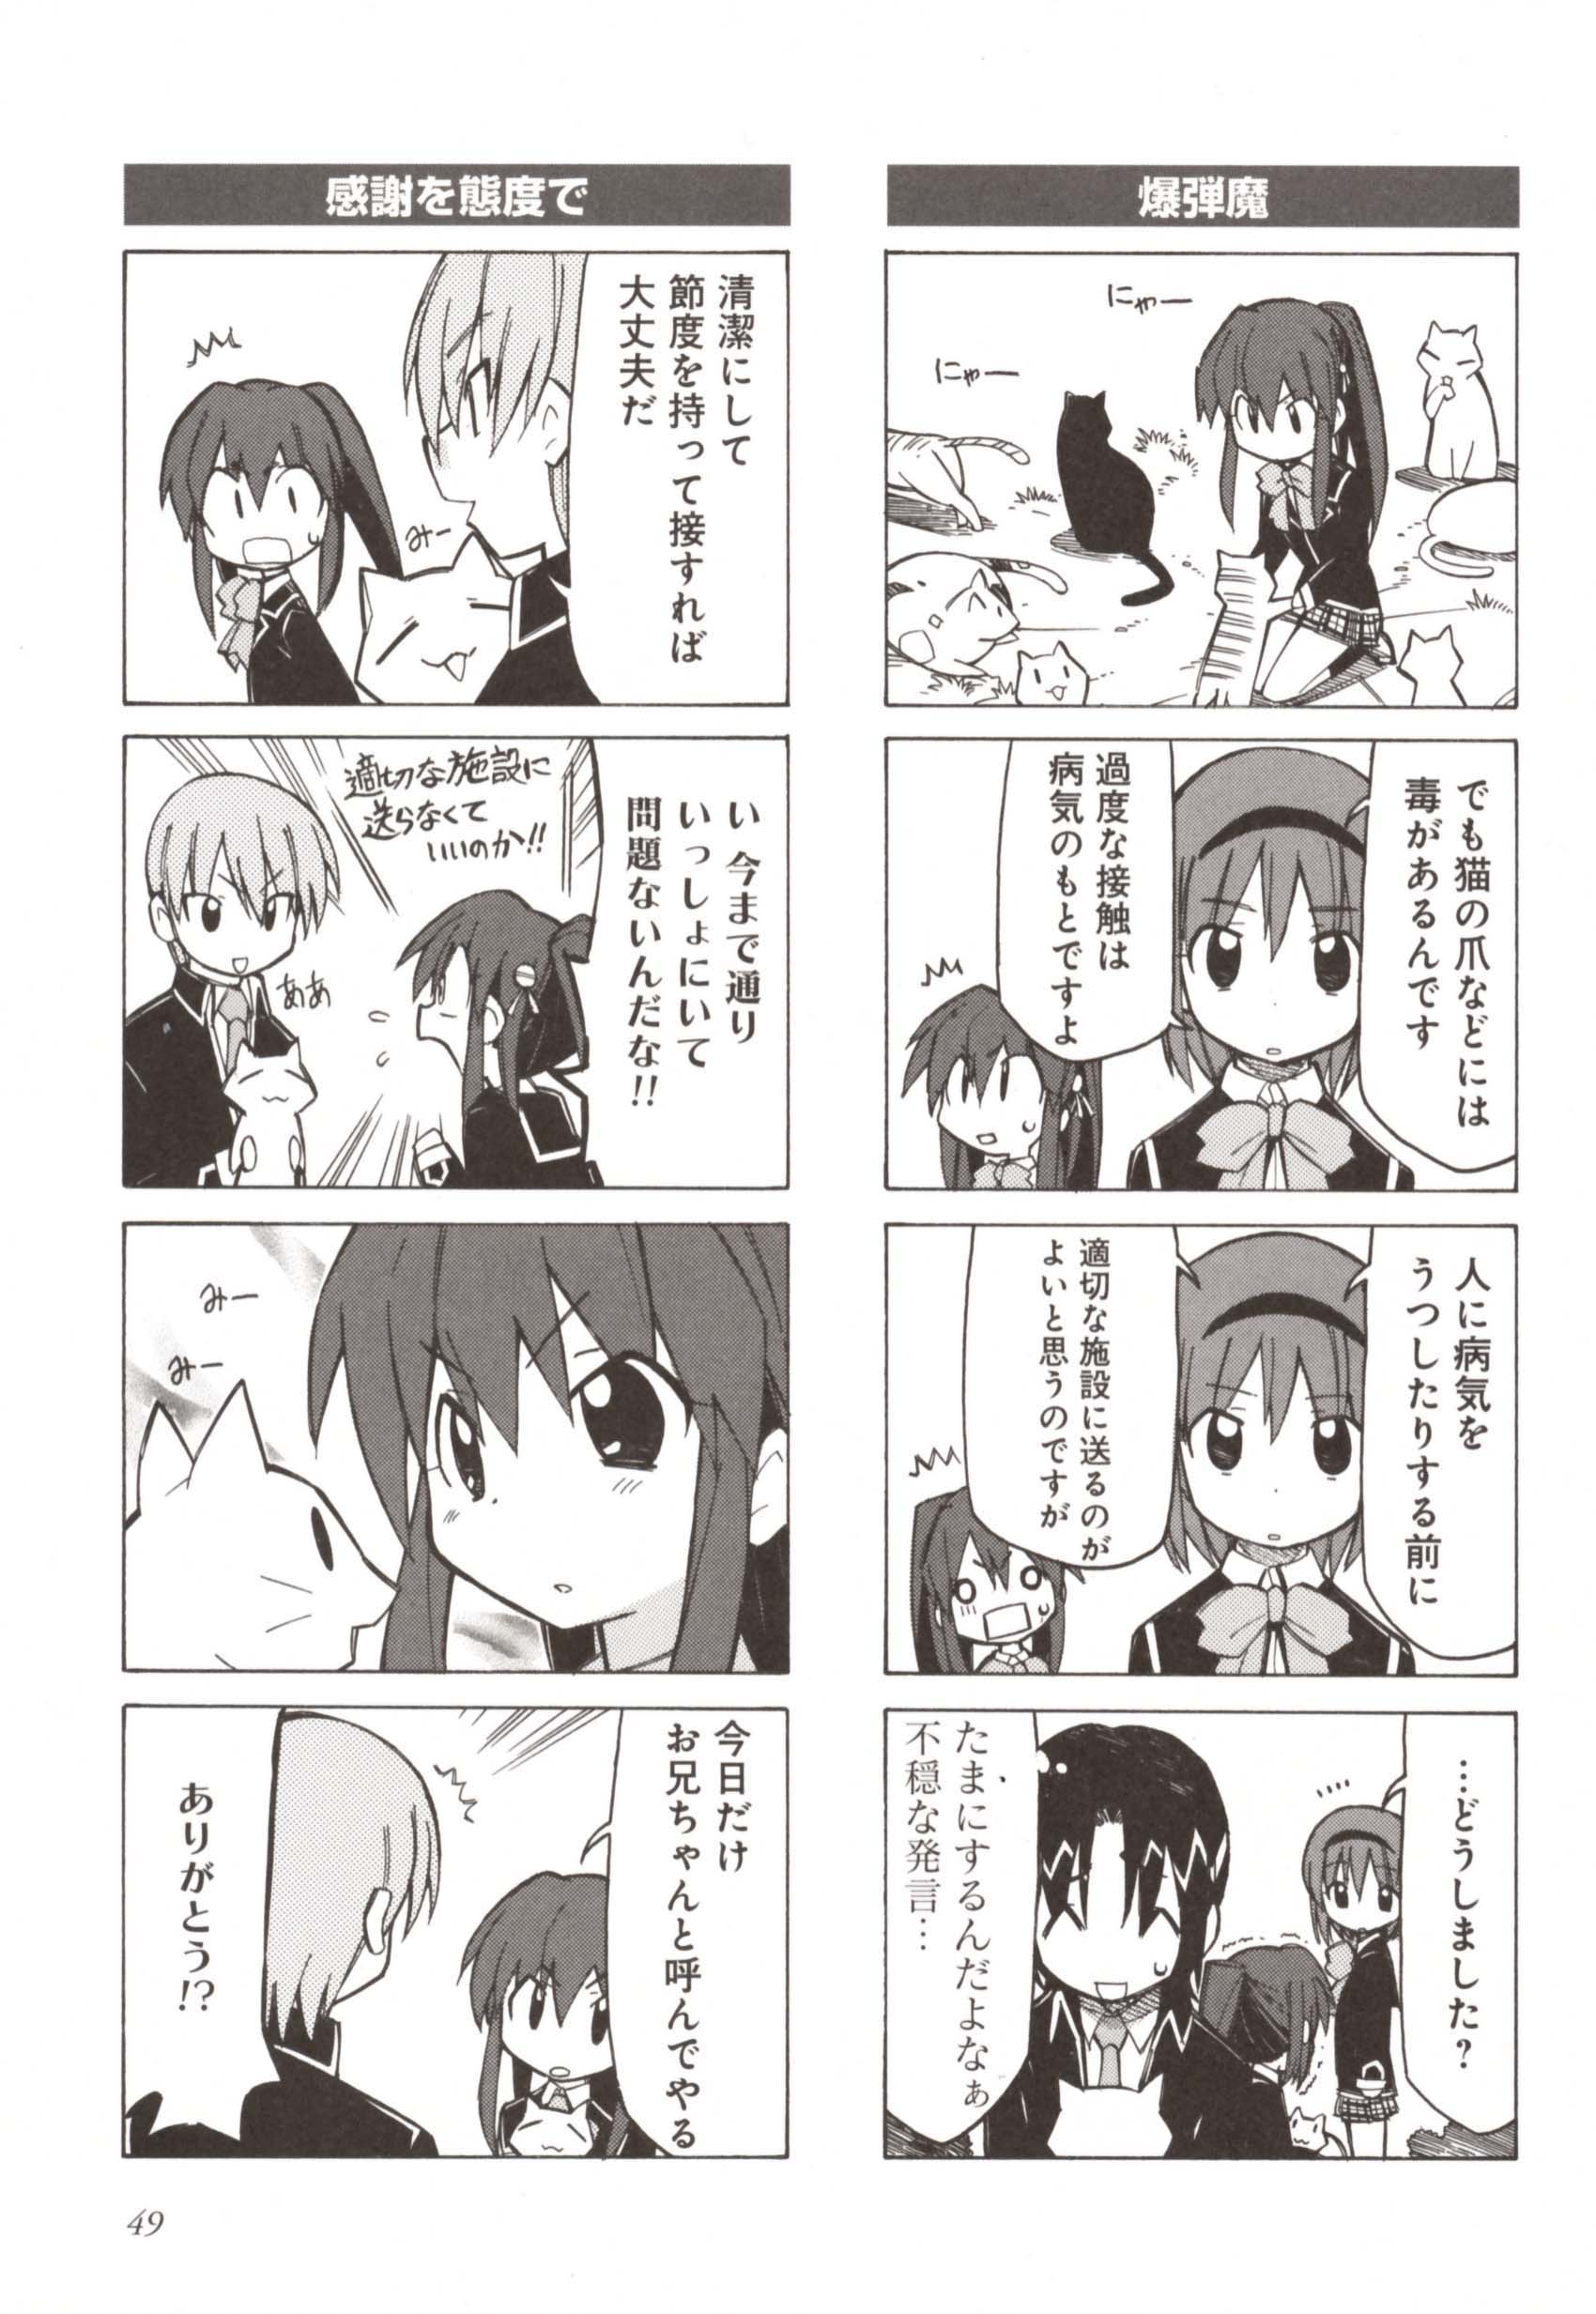 爆弾魔
にゃー
にゃー
でも猫の爪などには
毒があるんです
過度な接触は
病気のもとですよ
人に病気を
うつしたりする前に
適切な施設に送るのが
よいと思うのですが
…どうしました?
たまにするんだよなぁ
不穏な発言…
感謝を態度で
清潔にして
節度を持って接すれば
大丈夫だ
みー
い 今まで通り
いっしょにいて
問題ないんだな!!
適切な施設に
送らなくて
いいのか!!
ああ
みー
みー
今日だけ
お兄ちゃんと呼んでやる
ありがとう!?
49